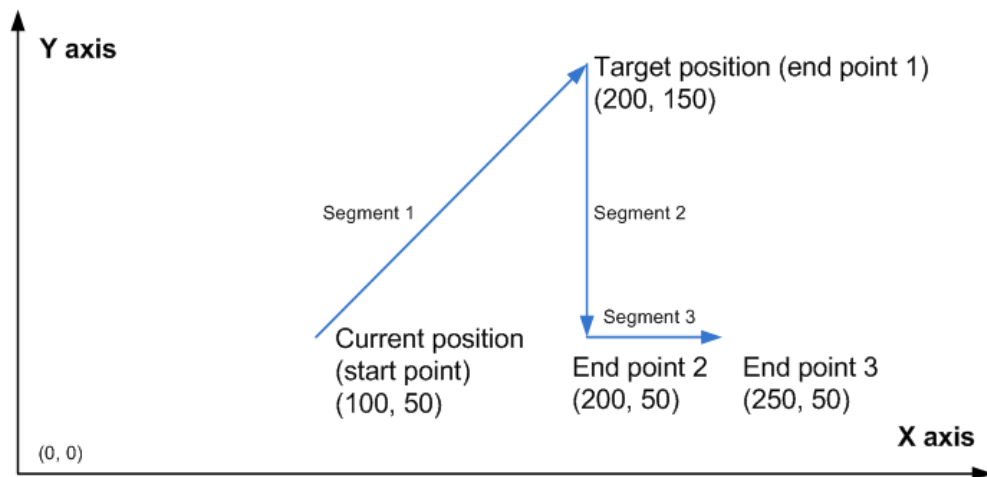 Y axis
Target position (end point 1)
(200, 150)
Segment 1
Segment 2
Segment 3
Current position
(start point)
(100, 50)
End point 2
(200, 50)
End point 3
(250, 50)
X axis
(0, 0)